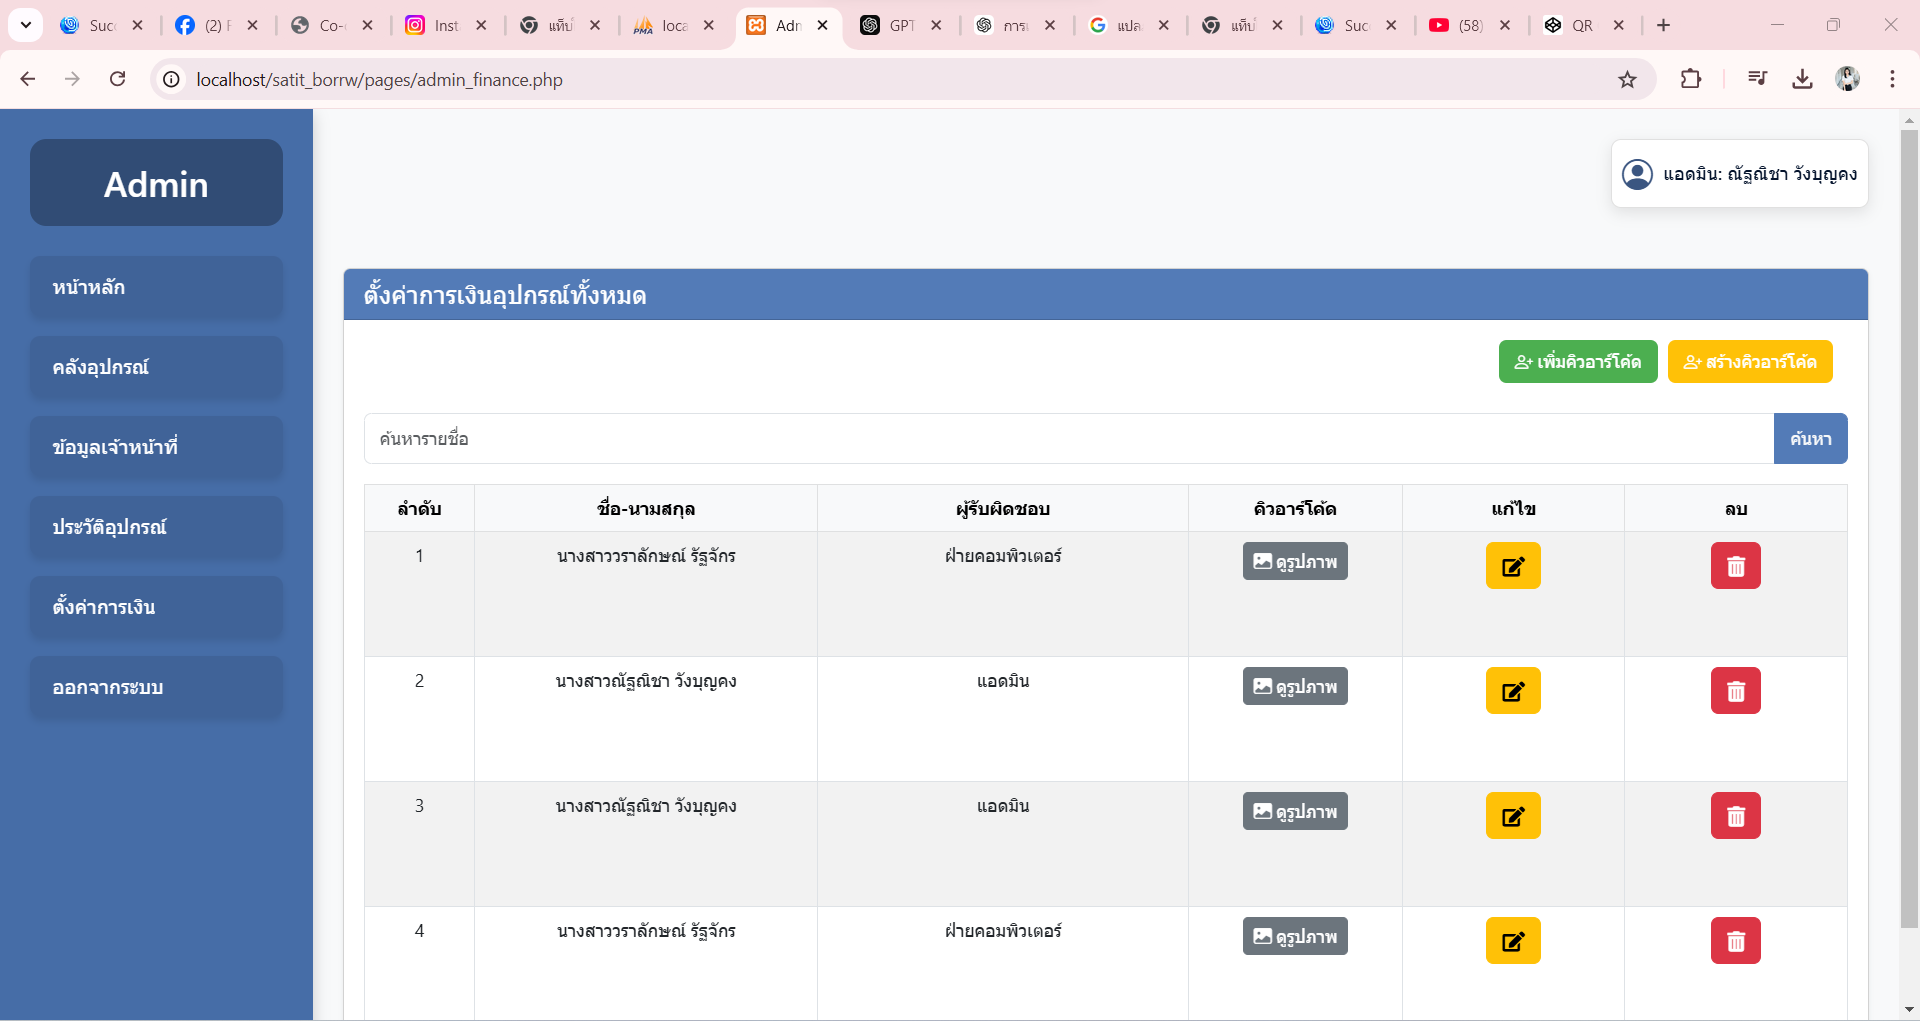 Suc
(2) F
Co-
Inst
แท็บ
loca
Adn
GPT
การ
แปล
แท็บ
Suc
(58)
QR
localhost/satit_borrw/pages/admin_finance.php
Admin
หน้าหลัก
คลังอุปกรณ์
ข้อมูลเจ้าหน้าที่
ประวัติอุปกรณ์
ตั้งค่าการเงิน
ออกจากระบบ
แอดมิน: ณัฐณิชา วังบุญคง
ตั้งค่าการเงินอุปกรณ์ทั้งหมด
เพิ่มคิวอาร์โค้ด สร้างคิวอาร์โค้ด
ค้นหารายชื่อ ค้นหา
ลำดับ ชื่อ-นามสกุล ผู้รับผิดชอบ คิวอาร์โค้ด แก้ไข ลบ
1 นางสาววราลักษณ์ รัฐจักร ฝ่ายคอมพิวเตอร์ ดูรูปภาพ
2 นางสาวณัฐณิชา วังบุญคง แอดมิน ดูรูปภาพ
3 นางสาวณัฐณิชา วังบุญคง แอดมิน ดูรูปภาพ
4 นางสาววราลักษณ์ รัฐจักร ฝ่ายคอมพิวเตอร์ ดูรูปภาพ